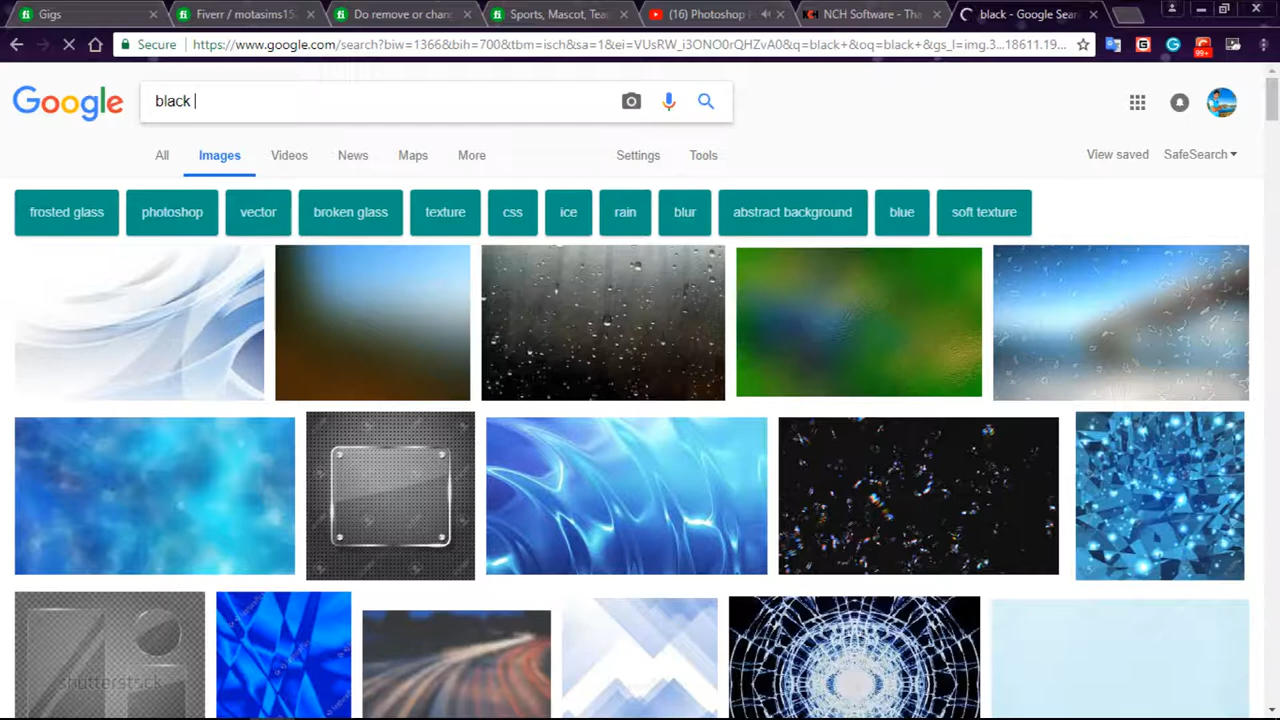 Gigs
Fiverr / motasims15
Do remove or chan
Sports, Mascot, Tea
(16) Photoshop
NCH Software - Tha
black - Google Sear
Secure
https://www.google.com/search?biw=1366&bih=700&tbm=isch&sa=1&ei=VUsRW_i3ONO0rQHZvA0&q=black+&oq=black+&gs_l=img.3...18611.19...
99+
Google
black
All
Images
Videos
News
Maps
More
Settings
Tools
View saved
SafeSearch
frosted glass
photoshop
vector
broken glass
texture
css
ice
rain
blur
abstract background
blue
soft texture
shutterstock